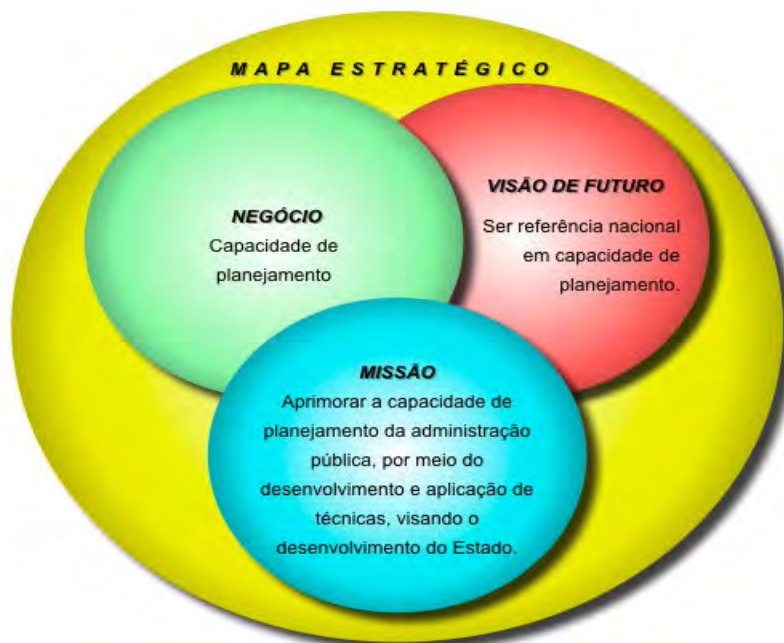 MAPA ESTRATÉGICO
NEGÓCIO
Capacidade de
planejamento
VISÃO DE FUTURO
Ser referência nacional
em capacidade de
planejamento.
MISSÃO
Aprimorar a capacidade de
planejamento da administração
pública, por meio do
desenvolvimento e aplicação de
técnicas, visando o
desenvolvimento do Estado.